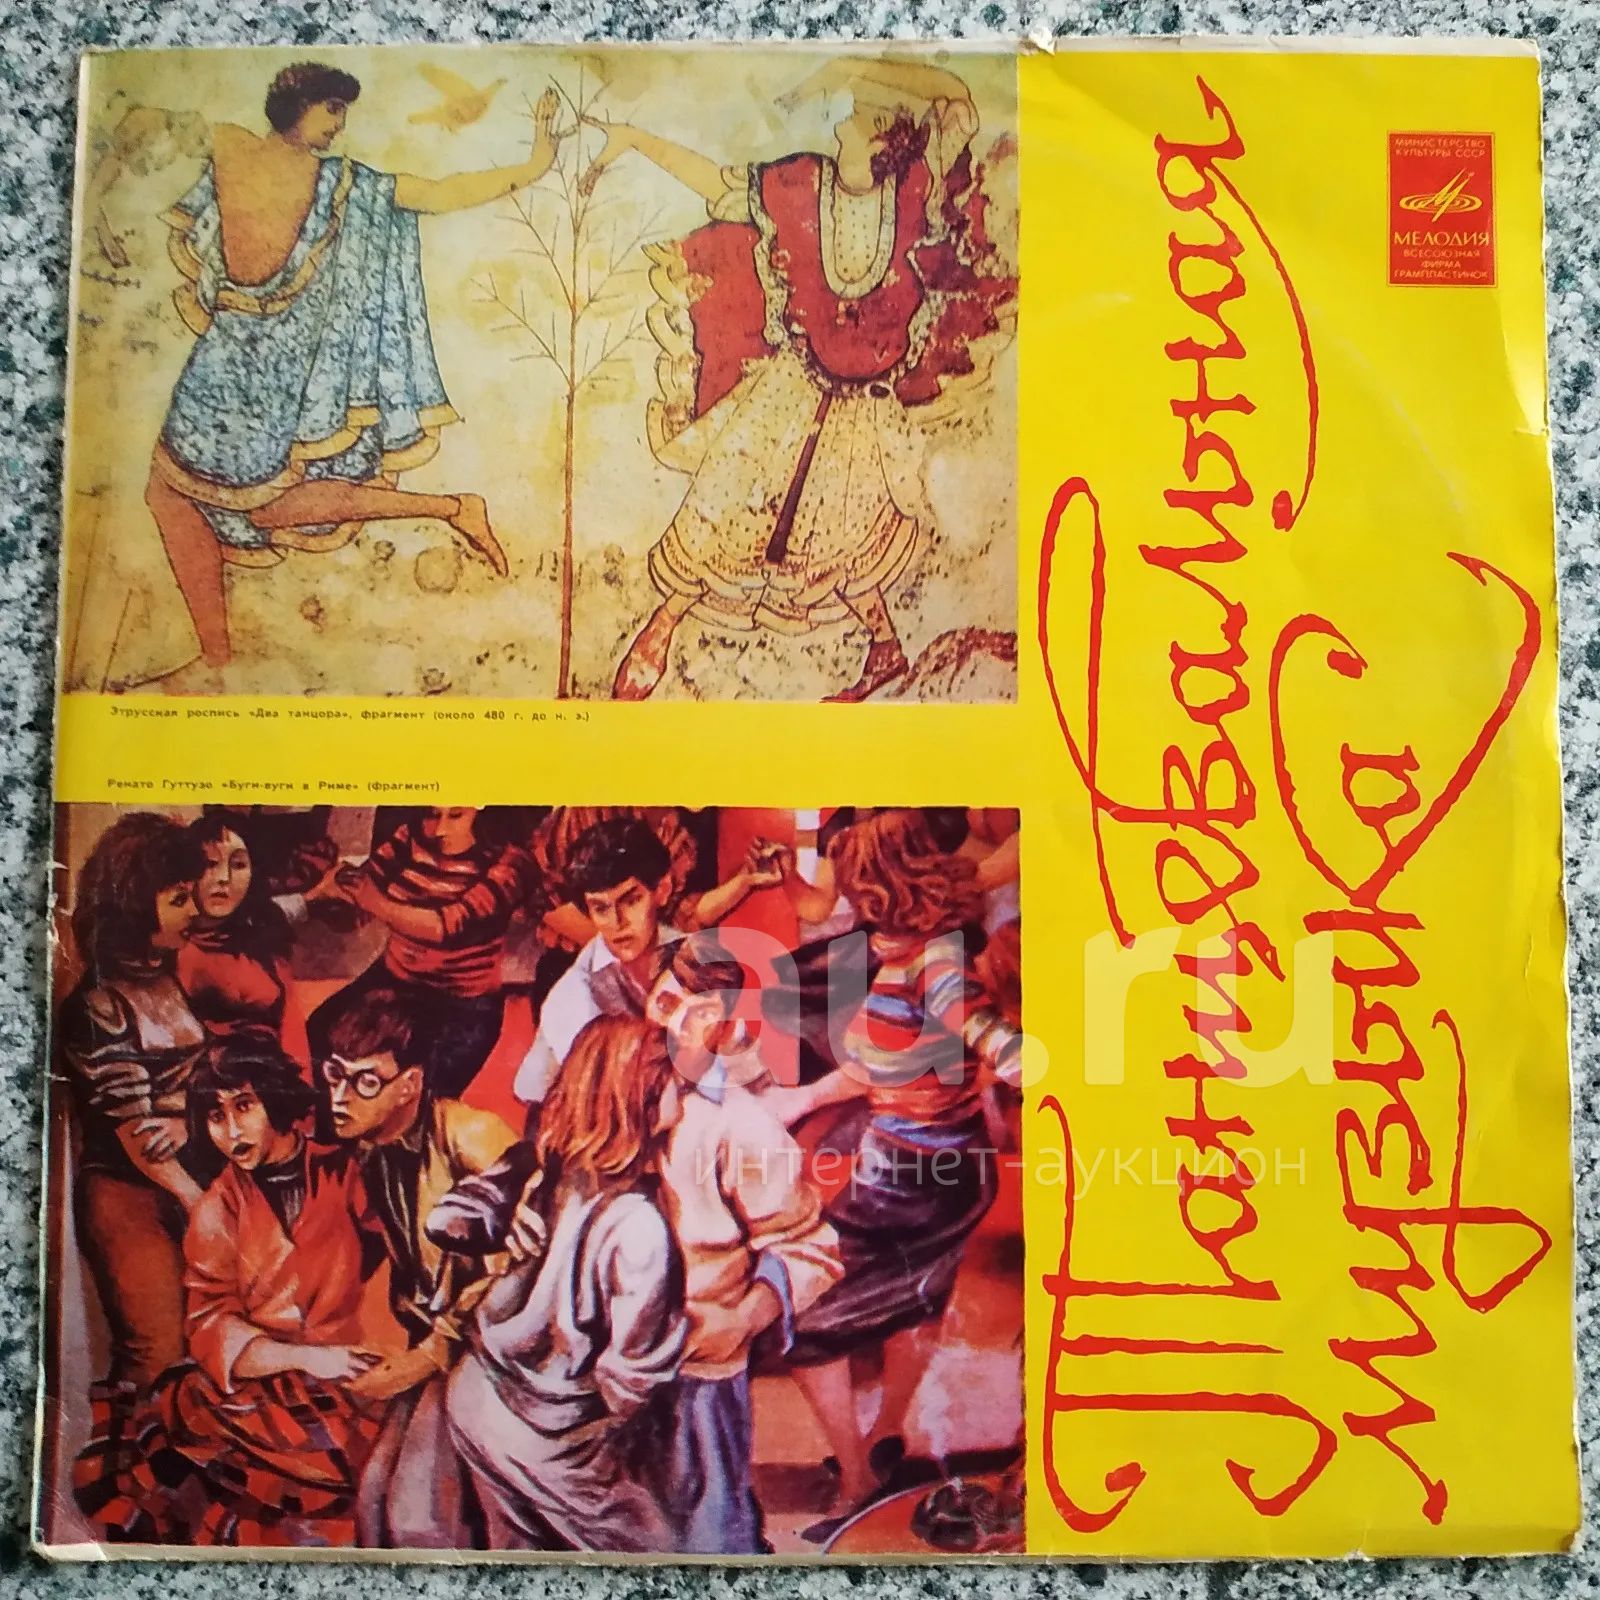 МИНИСТЕРСТВО
КУЛЬТУРЫ СССР
МЕЛОДИЯ
ВСЕСОЮЗНАЯ
ФИРМА
ГРАМПЛАСТИНОК
Танцевальная
музыка
Этрусская роспись «Два танцора», фрагмент (около 480 г. до н. э.)
Ренато Гуттузо «Буги-вуги в Риме» (фрагмент)
au.ru
интернет-аукцион